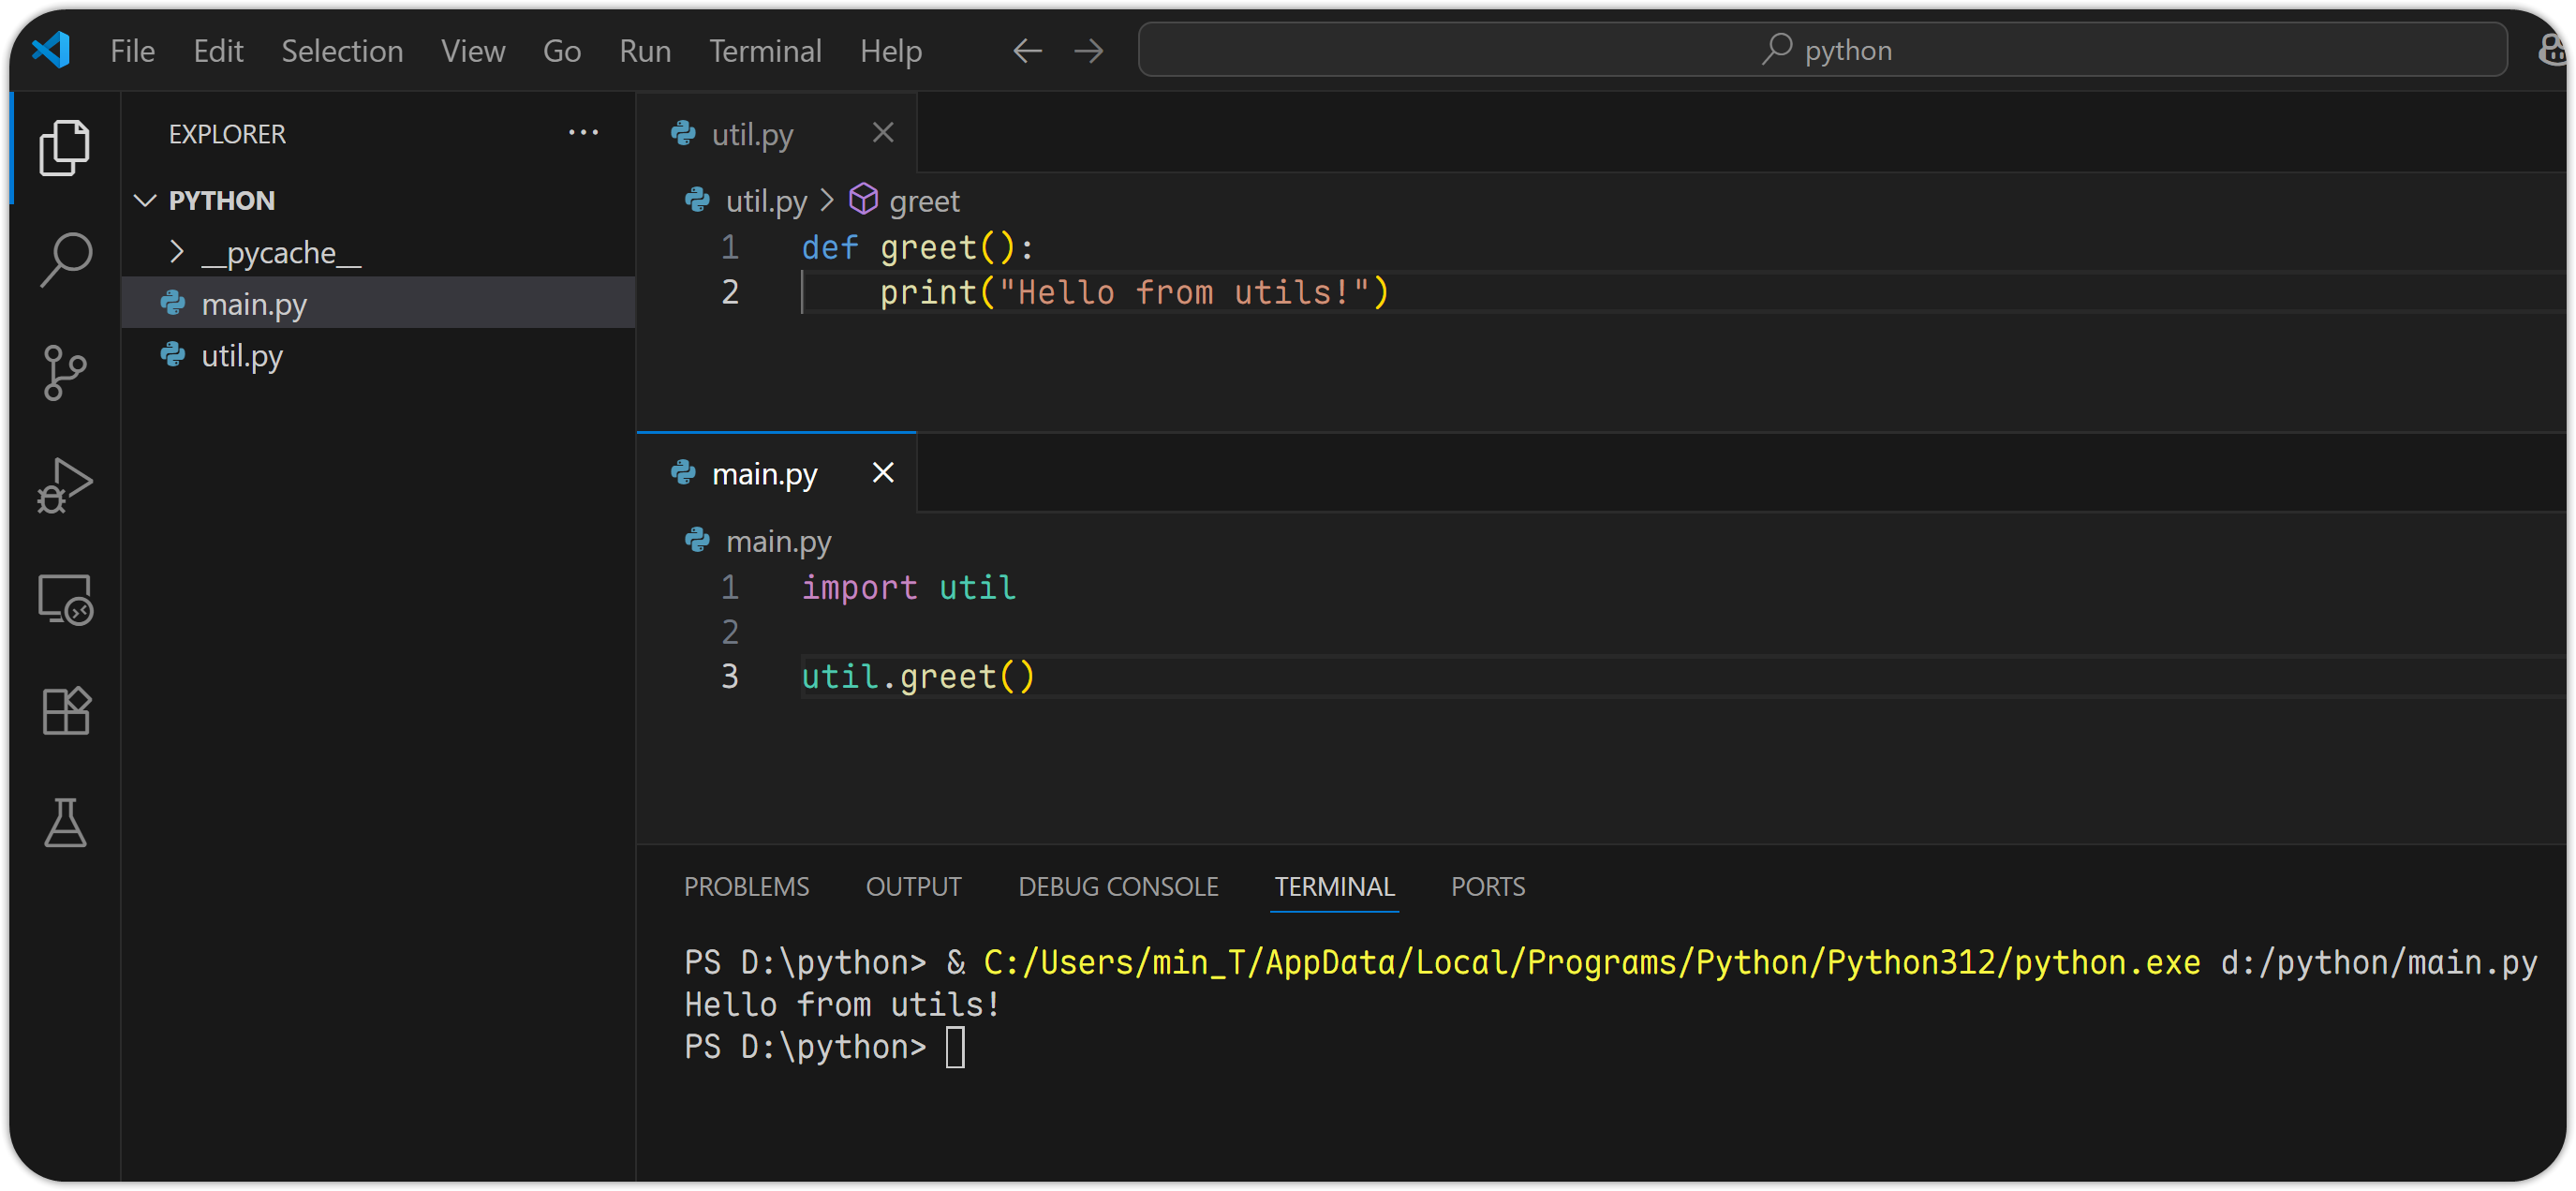 File Edit Selection View Go Run Terminal Help python
EXPLORER ···
PYTHON
__pycache__
main.py
util.py
util.py
util.py > greet
1 def greet():
2     print("Hello from utils!")
main.py
main.py
1 import util
2
3 util.greet()
PROBLEMS OUTPUT DEBUG CONSOLE TERMINAL PORTS
PS D:\python> & C:/Users/min_T/AppData/Local/Programs/Python/Python312/python.exe d:/python/main.py
Hello from utils!
PS D:\python>